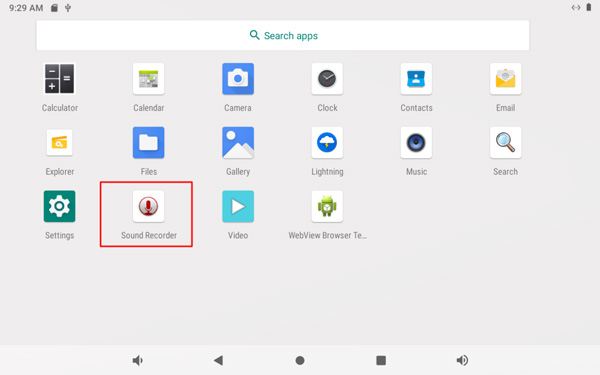 9:29 AM
Search apps
Calculator
Calendar
Camera
Clock
Contacts
Email
Explorer
Files
Gallery
Lightning
Music
Search
Settings
Sound Recorder
Video
WebView Browser Te...